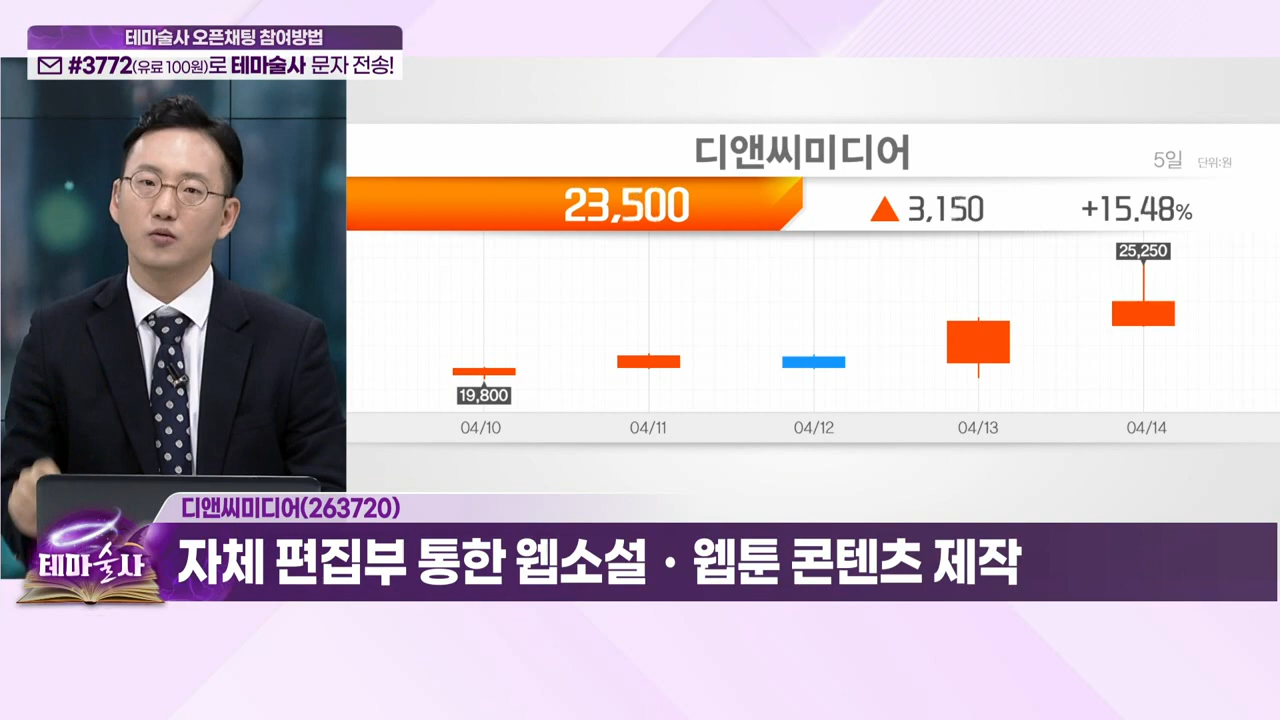 테마술사 오픈채팅 참여방법
#3772(유료 100원)로 테마술사 문자 전송!
디앤씨미디어
5일 단위:원
23,500 ▲ 3,150 +15.48%
25,250
19,800
04/10 04/11 04/12 04/13 04/14
디앤씨미디어(263720)
테마술사
자체 편집부 통한 웹소설·웹툰 콘텐츠 제작